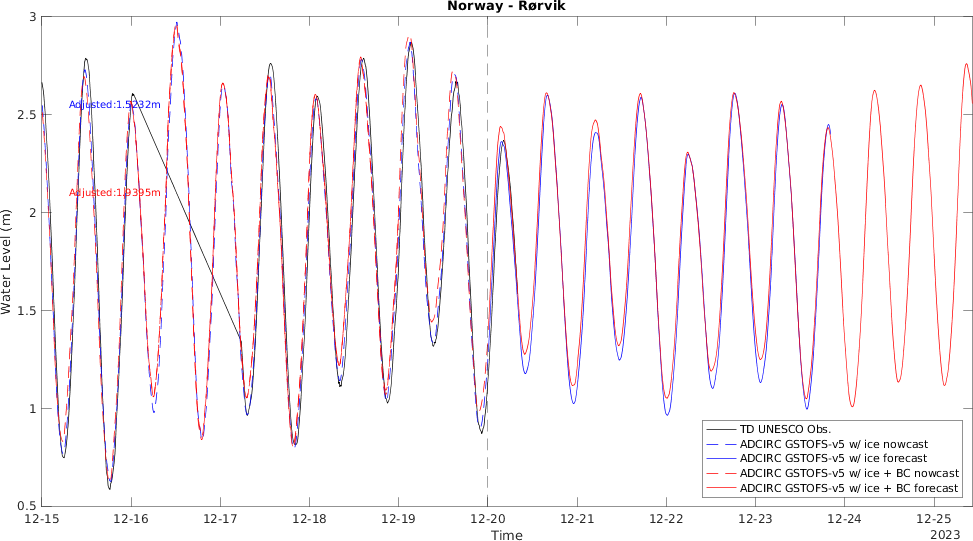 Norway - Rørvik
3
2.5
2
1.5
1
0.5
Water Level (m)
Adjusted:1.5232m
Adjusted:1.9395m
TD UNESCO Obs.
ADCIRC GSTOFS-v5 w/ ice nowcast
ADCIRC GSTOFS-v5 w/ ice forecast
ADCIRC GSTOFS-v5 w/ ice + BC nowcast
ADCIRC GSTOFS-v5 w/ ice + BC forecast
12-15 12-16 12-17 12-18 12-19 12-20 12-21 12-22 12-23 12-24 12-25
Time
2023